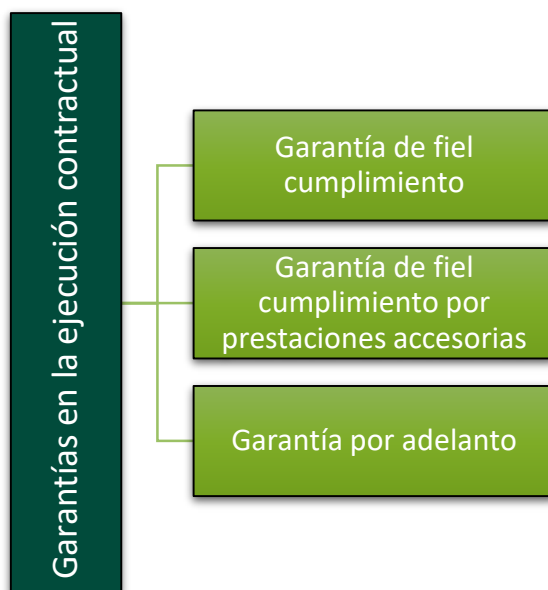 Garantías en la ejecución contractual
Garantía de fiel
cumplimiento
Garantía de fiel
cumplimiento por
prestaciones accesorias
Garantía por adelanto